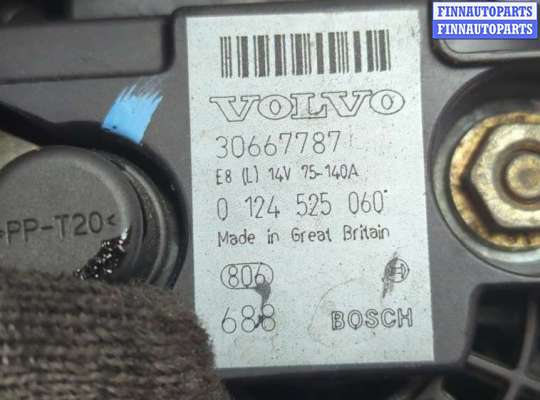 FINNAUTOPARTS
FINNAUTOPARTS
VOLVO
30667787
E8 (L) 14V 75-140A
0 124 525 060
Made in Great Britain
>PP-T20<
806
688
BOSCH